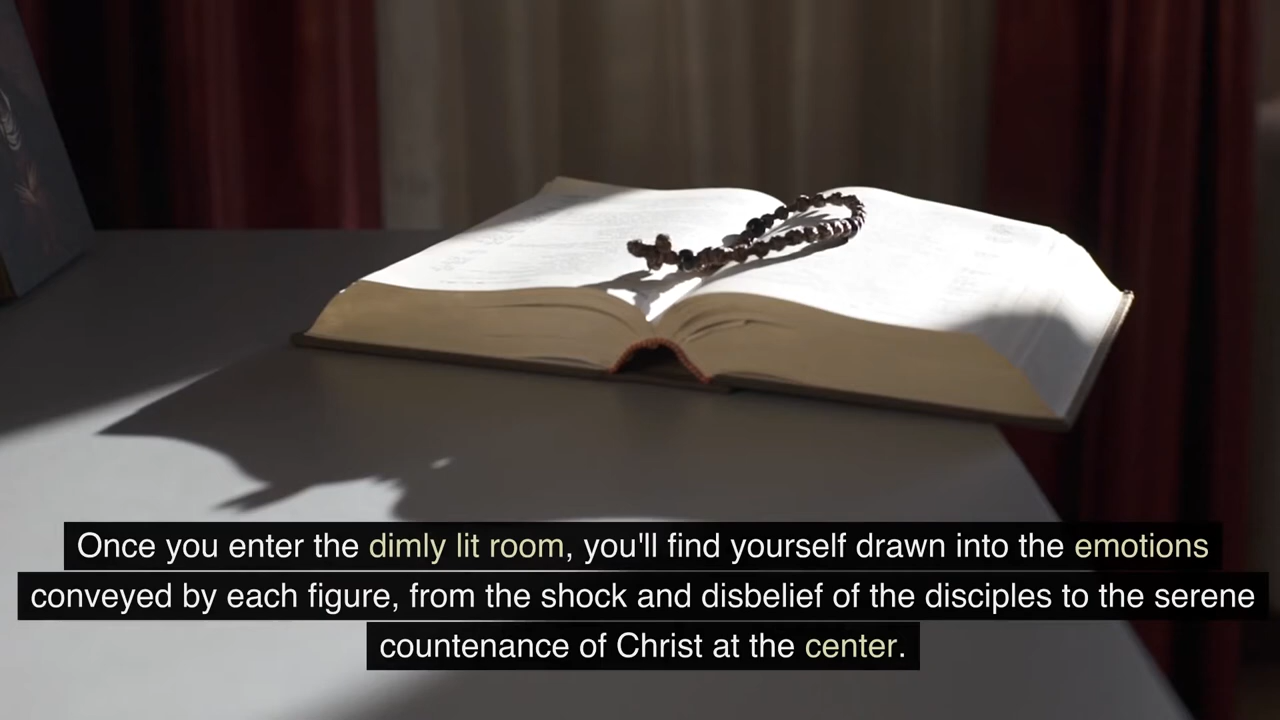 Once you enter the dimly lit room, you'll find yourself drawn into the emotions
conveyed by each figure, from the shock and disbelief of the disciples to the serene
countenance of Christ at the center.